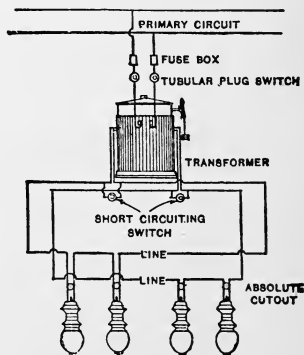 PRIMARY CIRCUIT
FUSE BOX
TUBULAR PLUG SWITCH
TRANSFORMER
SHORT CIRCUITING
SWITCH
LINE
LINE
ABSOLUTE
CUTOUT